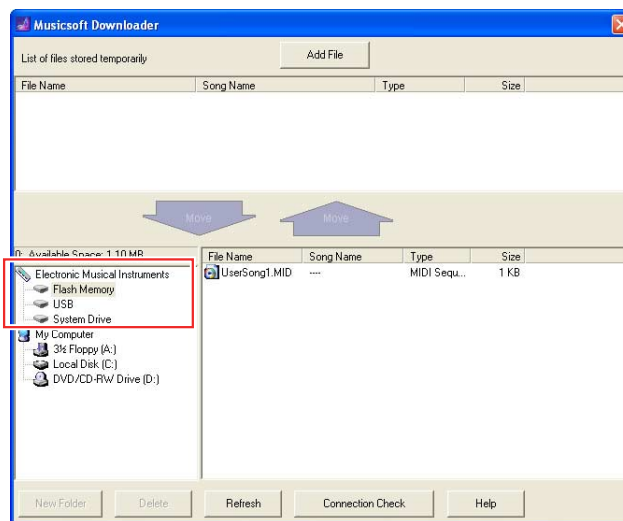 Musicsoft Downloader
List of files stored temporarily Add File
File Name Song Name Type Size
Move Move
0: Available Space: 1.10 MB
File Name Song Name Type Size
UserSong1.MID ---- MIDI Sequ... 1 KB
Electronic Musical Instruments
Flash Memory
USB
System Drive
My Computer
3½ Floppy (A:)
Local Disk (C:)
DVD/CD-RW Drive (D:)
New Folder Delete Refresh Connection Check Help